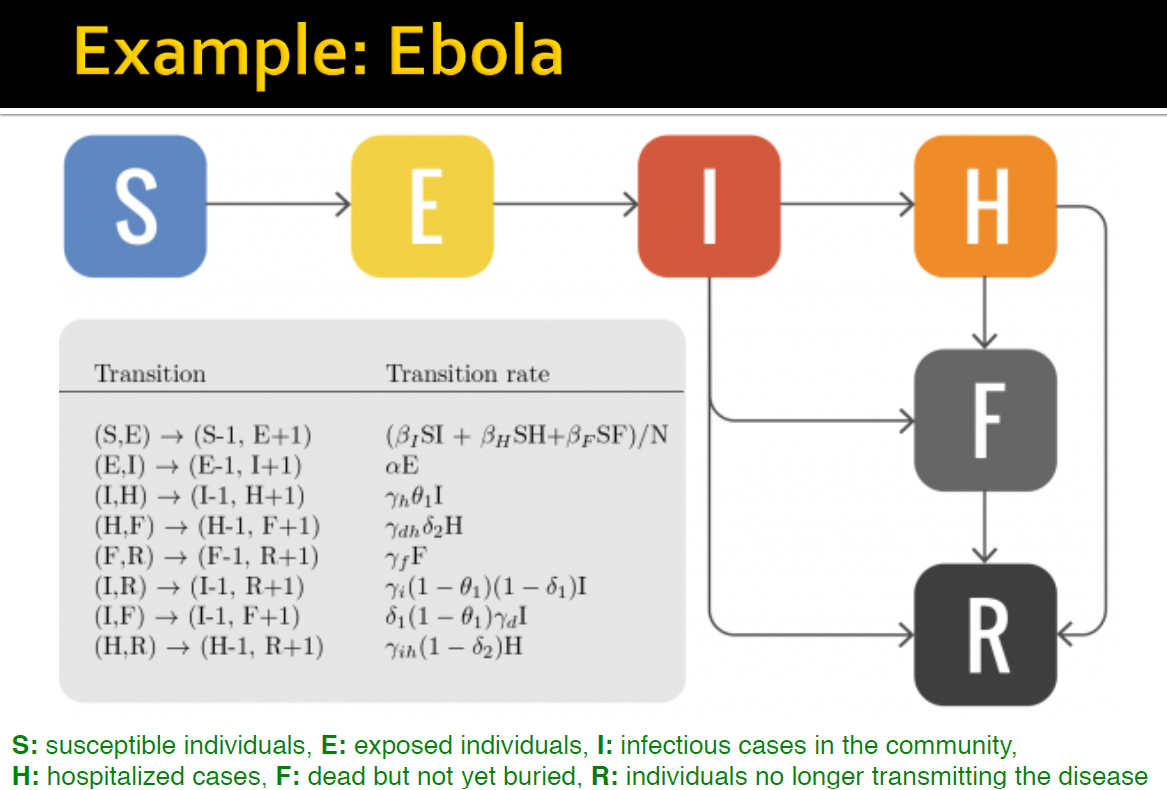 Example: Ebola
S
E
I
H
F
R
Transition Transition rate
(S,E) → (S-1, E+1) (β_I SI + β_H SH+β_F SF)/N
(E,I) → (E-1, I+1) αE
(I,H) → (I-1, H+1) γ_h θ_1 I
(H,F) → (H-1, F+1) γ_dh δ_2 H
(F,R) → (F-1, R+1) γ_f F
(I,R) → (I-1, R+1) γ_i (1 − θ_1)(1 − δ_1)I
(I,F) → (I-1, F+1) δ_1 (1 − θ_1)γ_d I
(H,R) → (H-1, R+1) γ_ih (1 − δ_2)H
S: susceptible individuals, E: exposed individuals, I: infectious cases in the community,
H: hospitalized cases, F: dead but not yet buried, R: individuals no longer transmitting the disease